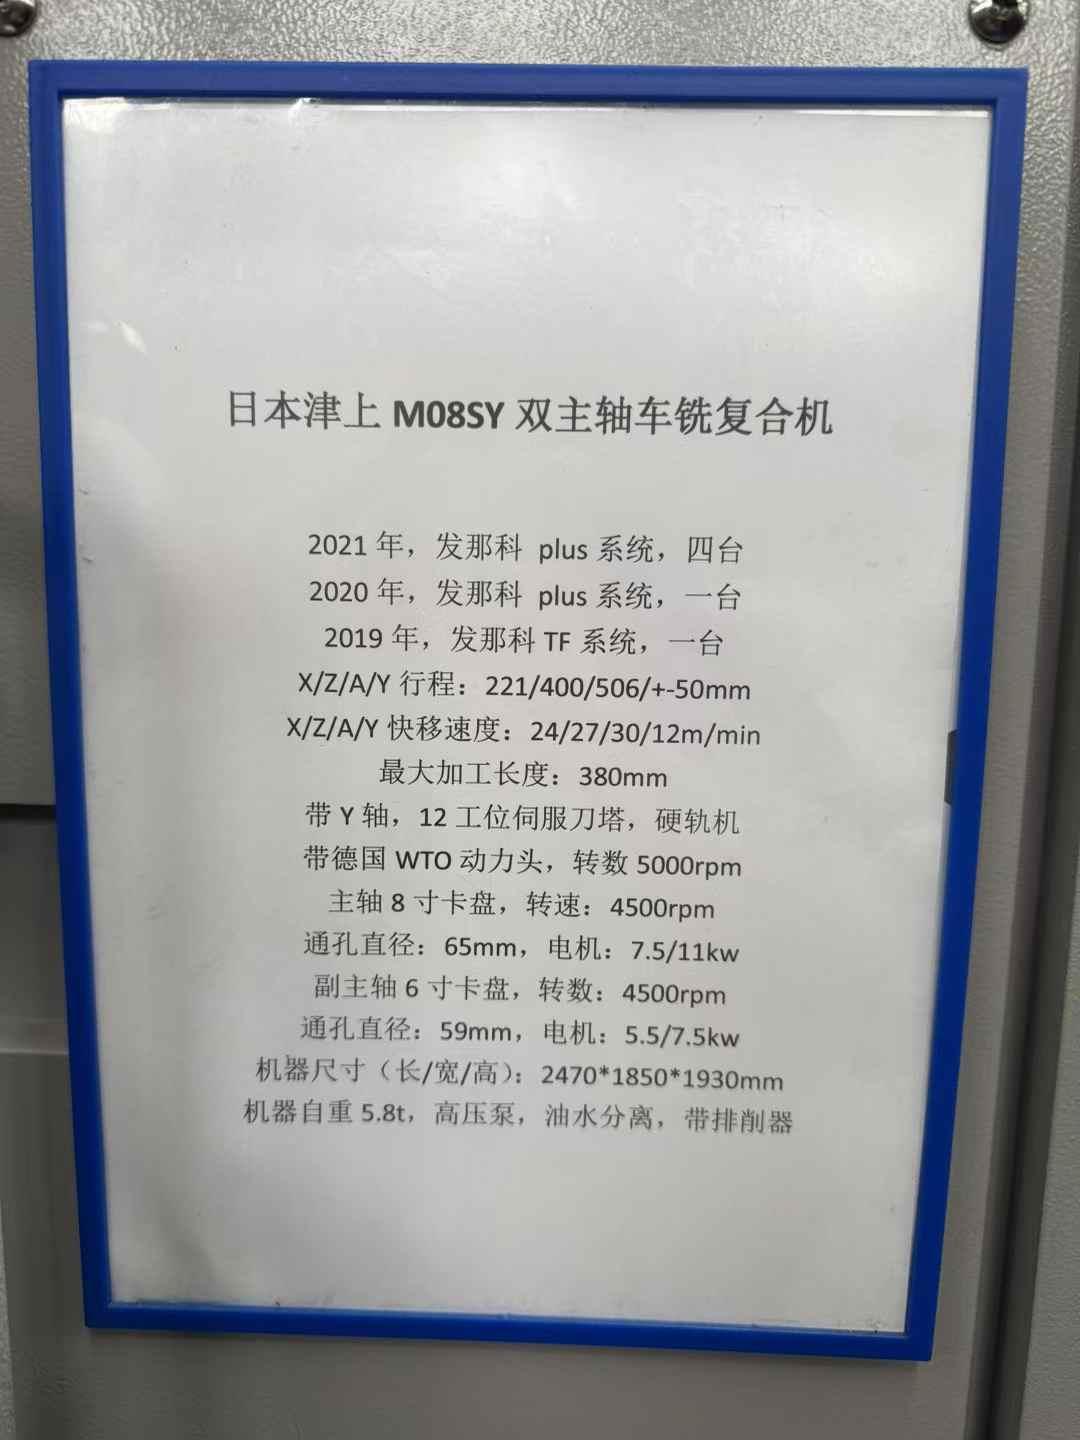 日本津上 M08SY 双主轴车铣复合机
2021 年，发那科 plus 系统，四台
2020 年，发那科 plus 系统，一台
2019 年，发那科 TF 系统，一台
X/Z/A/Y 行程：221/400/506/+-50mm
X/Z/A/Y 快移速度：24/27/30/12m/min
最大加工长度：380mm
带 Y 轴，12 工位伺服刀塔，硬轨机
带德国 WTO 动力头，转数 5000rpm
主轴 8 寸卡盘，转速：4500rpm
通孔直径：65mm，电机：7.5/11kw
副主轴 6 寸卡盘，转数：4500rpm
通孔直径：59mm，电机：5.5/7.5kw
机器尺寸（长/宽/高）：2470*1850*1930mm
机器自重 5.8t，高压泵，油水分离，带排削器